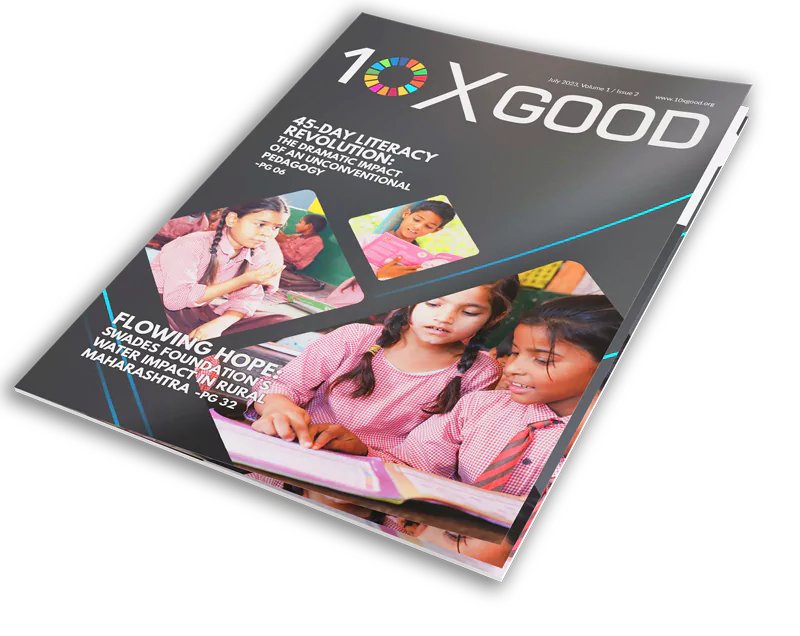 July 2023, Volume 1 / Issue 2 www.10xgood.org
10XGOOD
45-DAY LITERACY
REVOLUTION:
THE DRAMATIC IMPACT
OF AN UNCONVENTIONAL
PEDAGOGY
-PG 06
FLOWING HOPE:
SWADES FOUNDATION'S
WATER IMPACT IN RURAL
MAHARASHTRA -PG 32